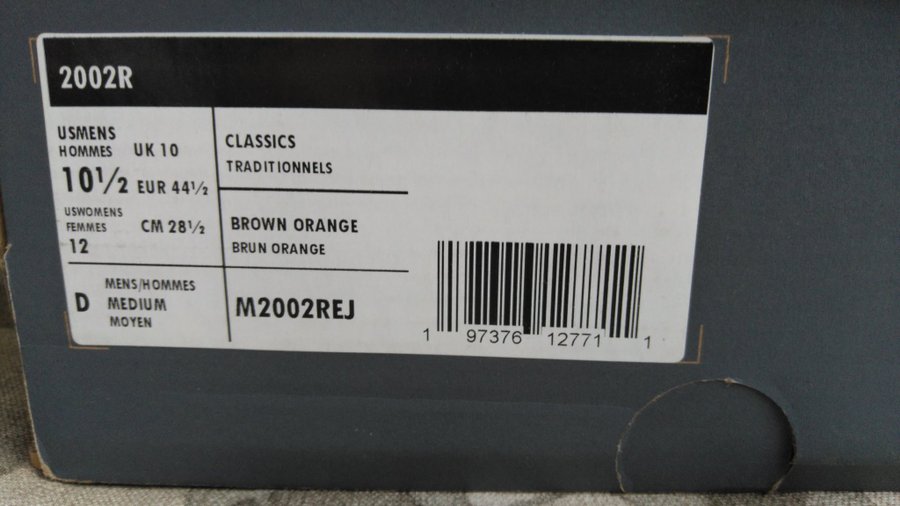 2002R
USMENS
HOMMES UK 10
10½ EUR 44½
USWOMENS
FEMMES CM 28½
12
D MENS/HOMMES
MEDIUM
MOYEN
CLASSICS
TRADITIONNELS
BROWN ORANGE
BRUN ORANGE
M2002REJ
1 97376 12771 1